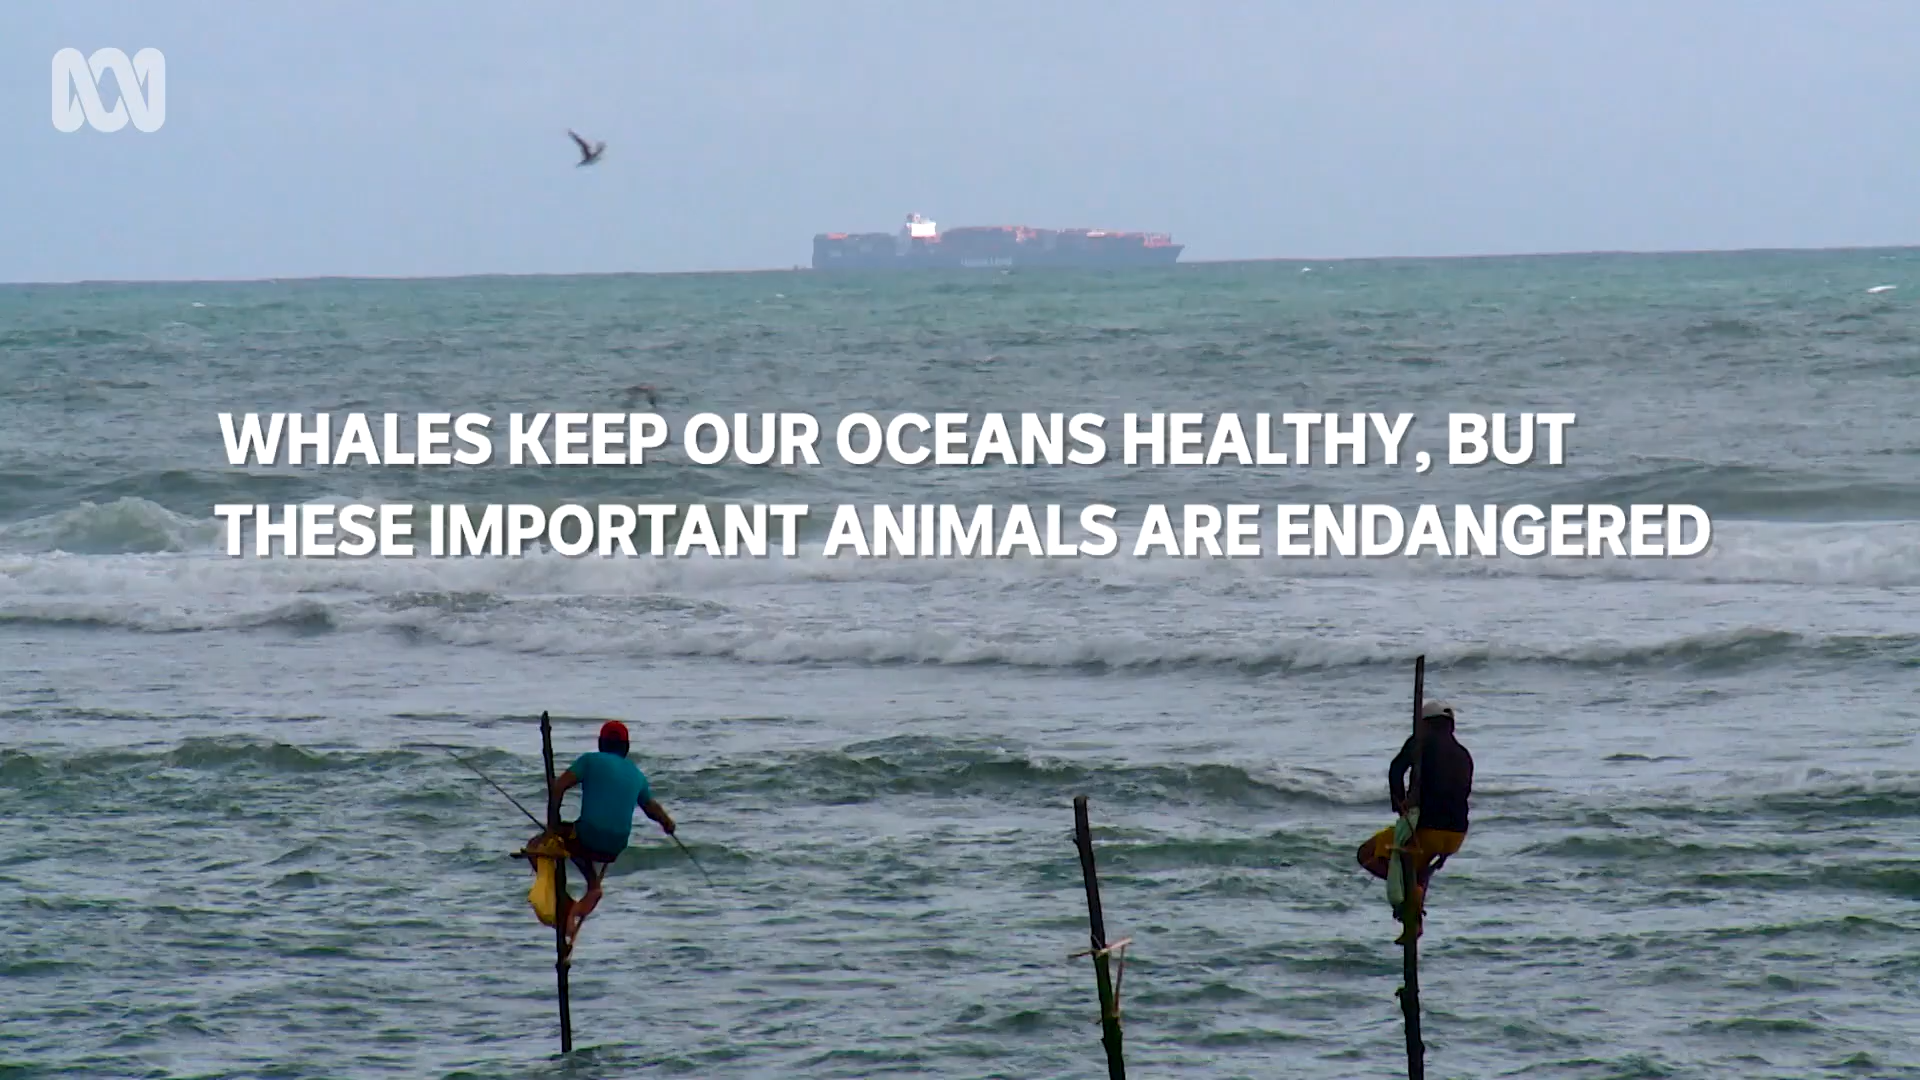 WHALES KEEP OUR OCEANS HEALTHY, BUT
THESE IMPORTANT ANIMALS ARE ENDANGERED